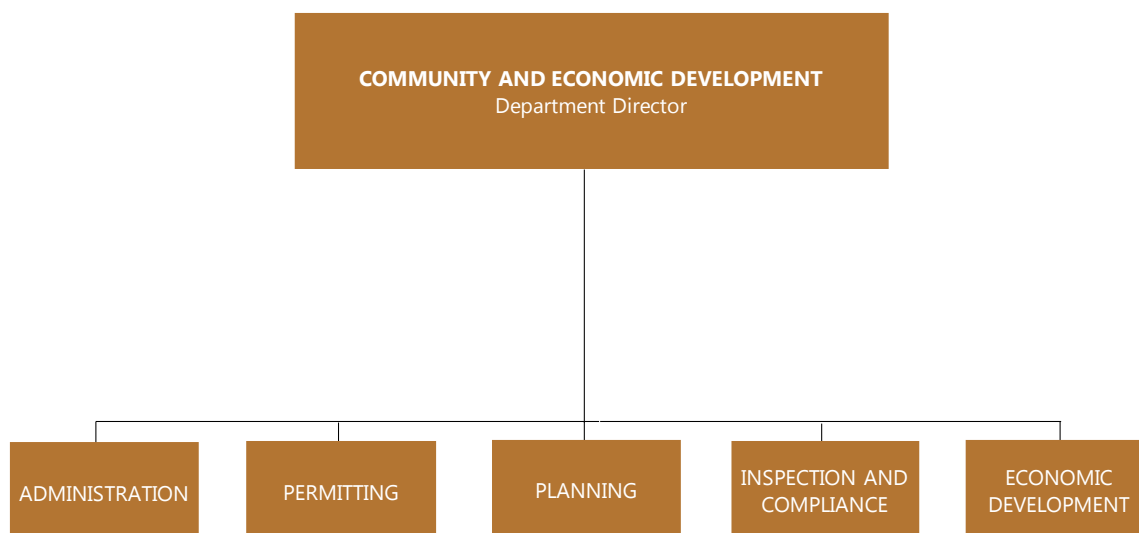 COMMUNITY AND ECONOMIC DEVELOPMENT
Department Director
ADMINISTRATION
PERMITTING
PLANNING
INSPECTION AND
COMPLIANCE
ECONOMIC
DEVELOPMENT